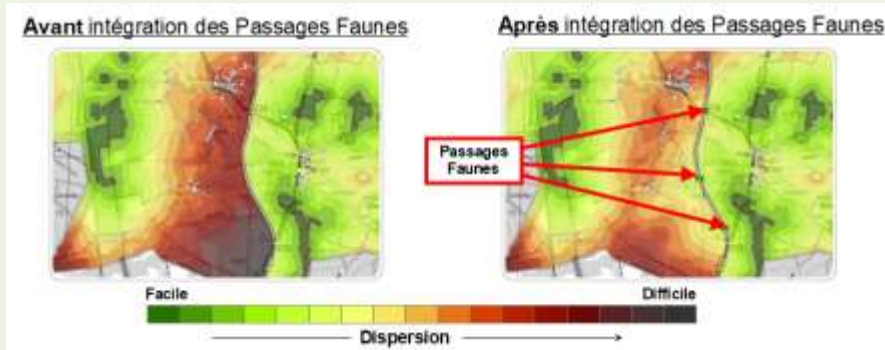 Avant intégration des Passages Faunes
Après intégration des Passages Faunes
Passages
Faunes
Facile
Difficile
Dispersion